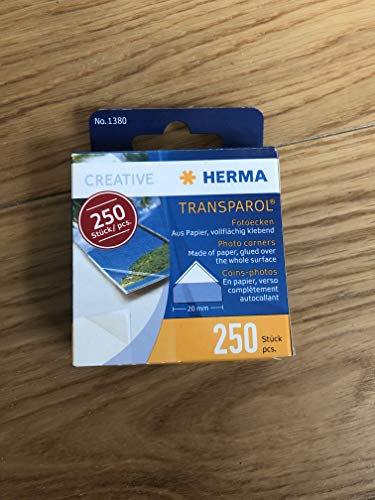 No. 1380
CREATIVE
HERMA
250
Stück/pcs.
TRANSPAROL®
Fotoecken
Aus Papier, vollflächig klebend
Photo corners
Made of paper, glued over
the whole surface
Coins-photos
En papier, verso
complètement
autocollant
20 mm
250 Stück
pcs.